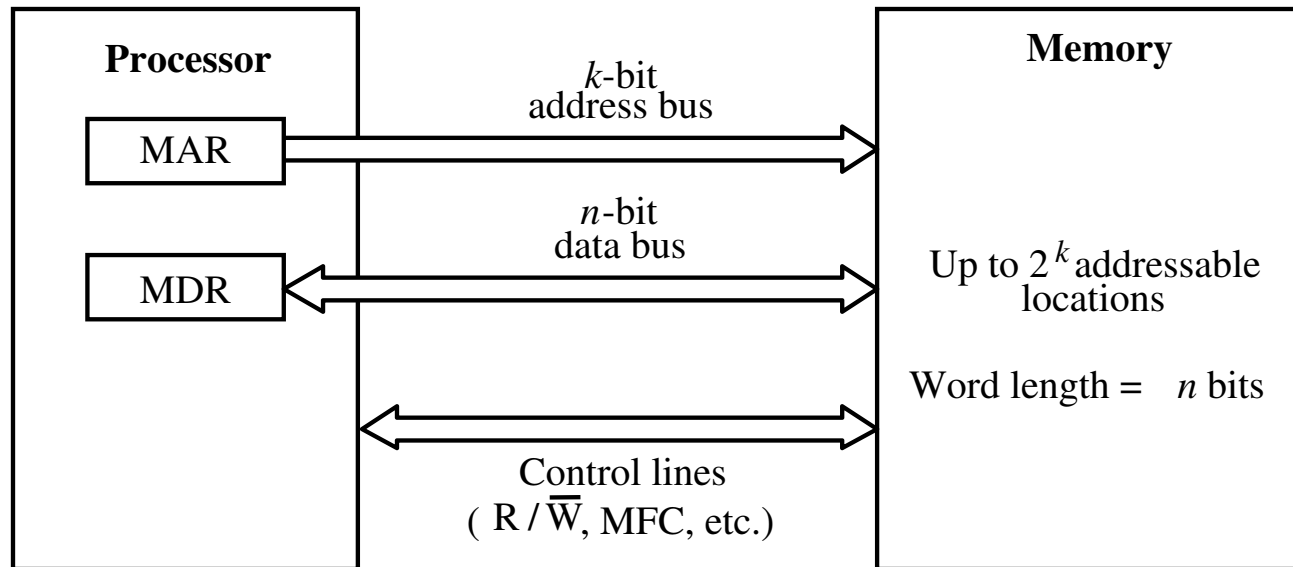 Processor
MAR
MDR
k-bit
address bus
n-bit
data bus
Control lines
( R / W̅, MFC, etc.)
Memory
Up to 2^k addressable
locations
Word length = n bits